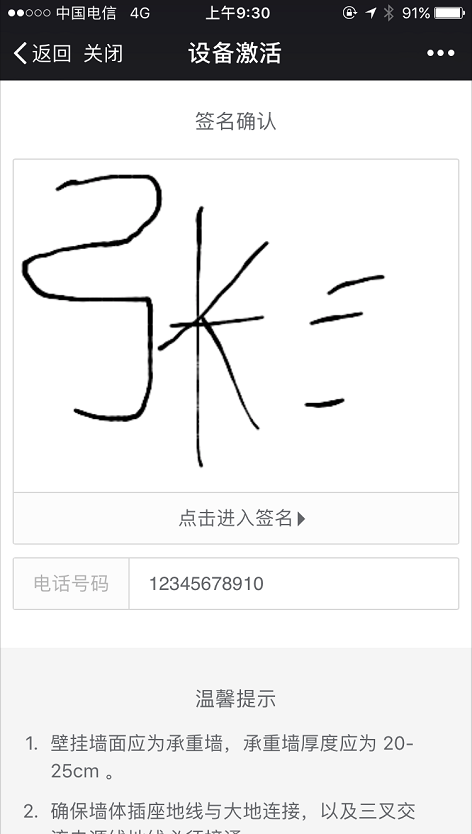 中国电信 4G 上午9:30 91%
返回 关闭 设备激活
签名确认
张三
点击进入签名
电话号码 12345678910
温馨提示
1. 壁挂墙面应为承重墙，承重墙厚度应为 20-
25cm 。
2. 确保墙体插座地线与大地连接，以及三叉交